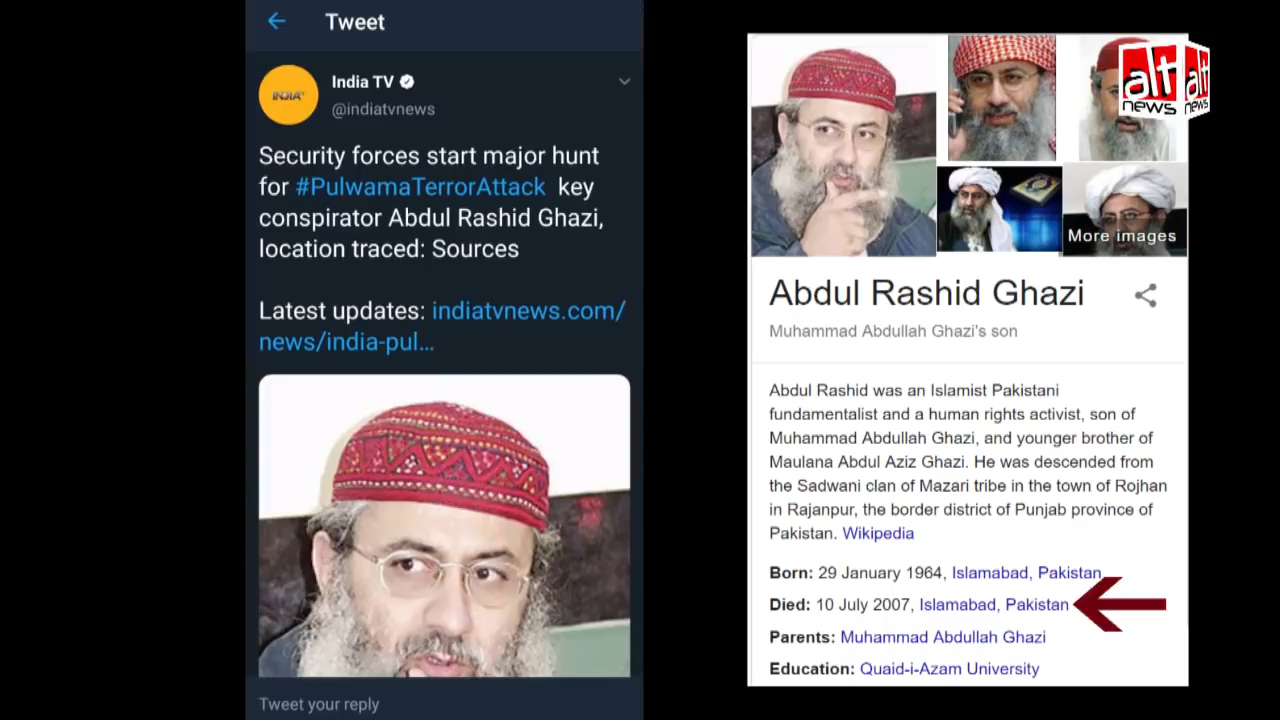 Tweet
INDIA TV
India TV
@indiatvnews
Security forces start major hunt
for #PulwamaTerrorAttack key
conspirator Abdul Rashid Ghazi,
location traced: Sources
Latest updates: indiatvnews.com/
news/india-pul...
Tweet your reply
alt
news
alt
news
More images
Abdul Rashid Ghazi
Muhammad Abdullah Ghazi's son
Abdul Rashid was an Islamist Pakistani
fundamentalist and a human rights activist, son of
Muhammad Abdullah Ghazi, and younger brother of
Maulana Abdul Aziz Ghazi. He was descended from
the Sadwani clan of Mazari tribe in the town of Rojhan
in Rajanpur, the border district of Punjab province of
Pakistan. Wikipedia
Born: 29 January 1964, Islamabad, Pakistan
Died: 10 July 2007, Islamabad, Pakistan
Parents: Muhammad Abdullah Ghazi
Education: Quaid-i-Azam University